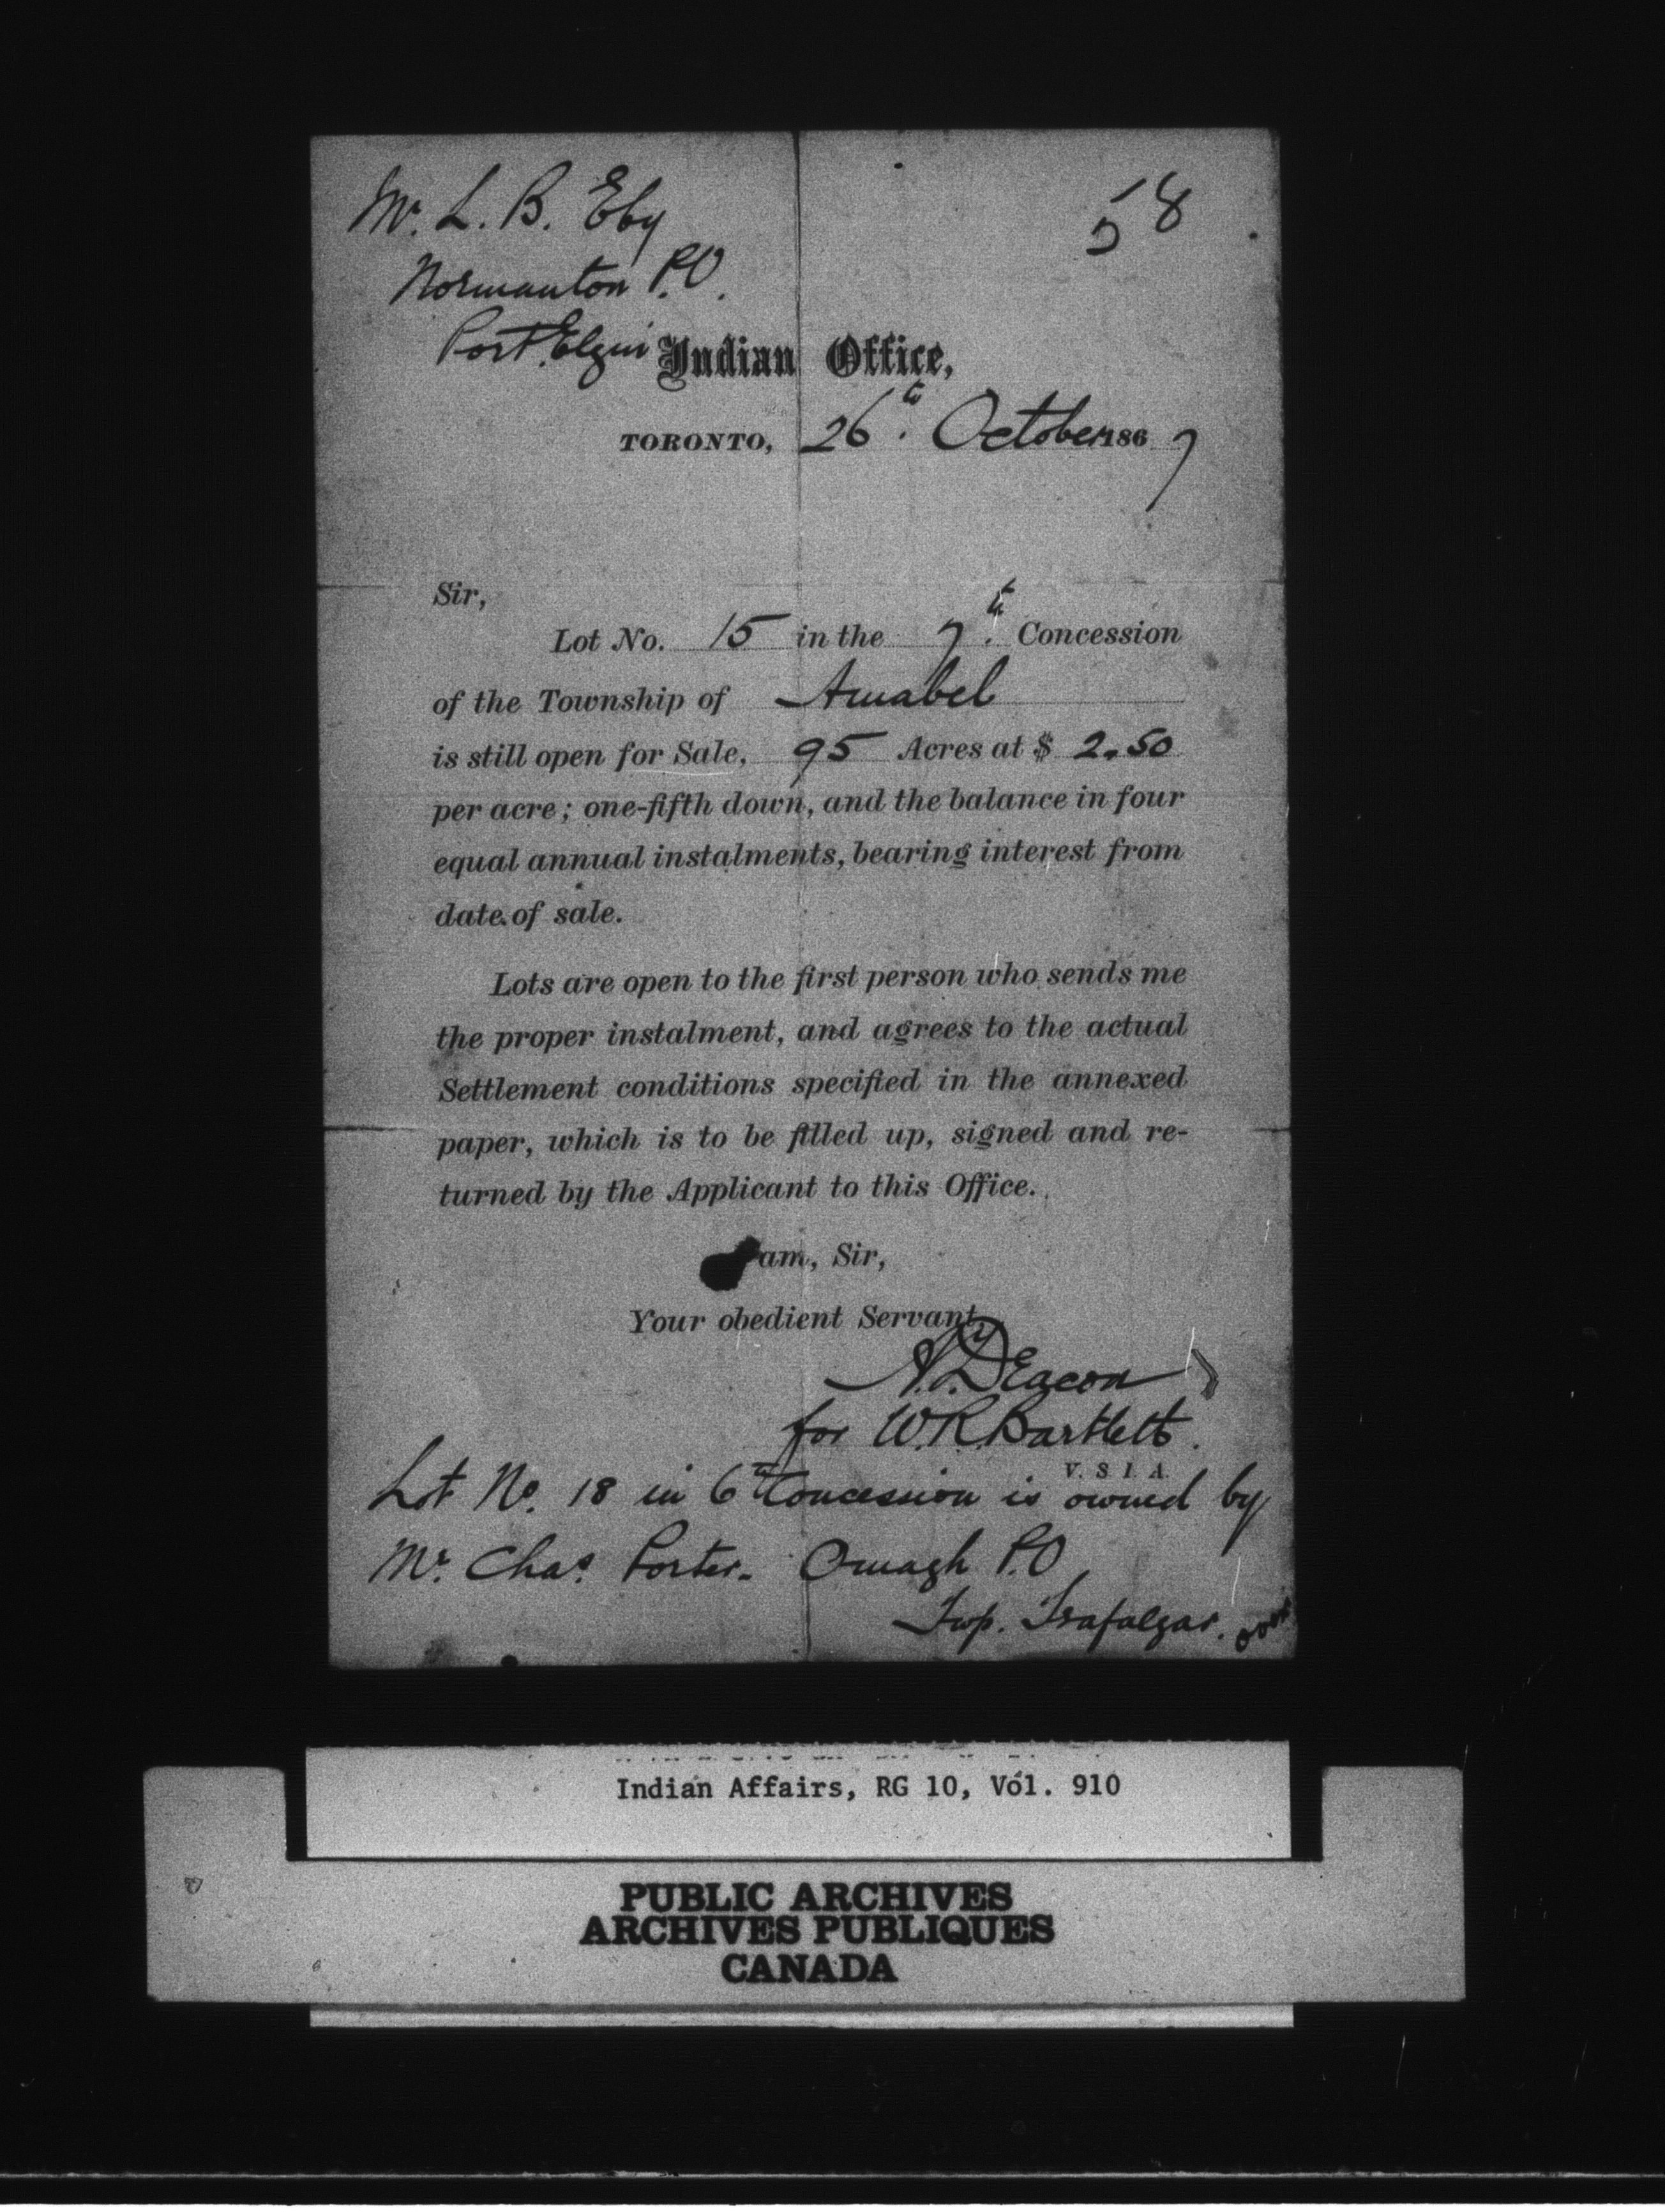 Mr. L. B. Eby
58
Normanton P.O.
Port Elgin
Indian Office,
TORONTO, 26th October 1867
Sir,
Lot No. 15 in the 7th Concession
of the Township of Amabel
is still open for Sale, 95 Acres at $ 2.50
per acre; one-fifth down, and the balance in four
equal annual instalments, bearing interest from
date of sale.
Lots are open to the first person who sends me
the proper instalment, and agrees to the actual
Settlement conditions specified in the annexed
paper, which is to be filled up, signed and re-
turned by the Applicant to this Office.
am, Sir,
Your obedient Servant,
Deacon
for W.R. Bartlett.
V. S. I. A.
Lot No. 18 in 6th Concession is owned by
Mr. Chas. Porter. Omagh P.O
Twp. Trafalgar. over
Indian Affairs, RG 10, Vol. 910
PUBLIC ARCHIVES
ARCHIVES PUBLIQUES
CANADA